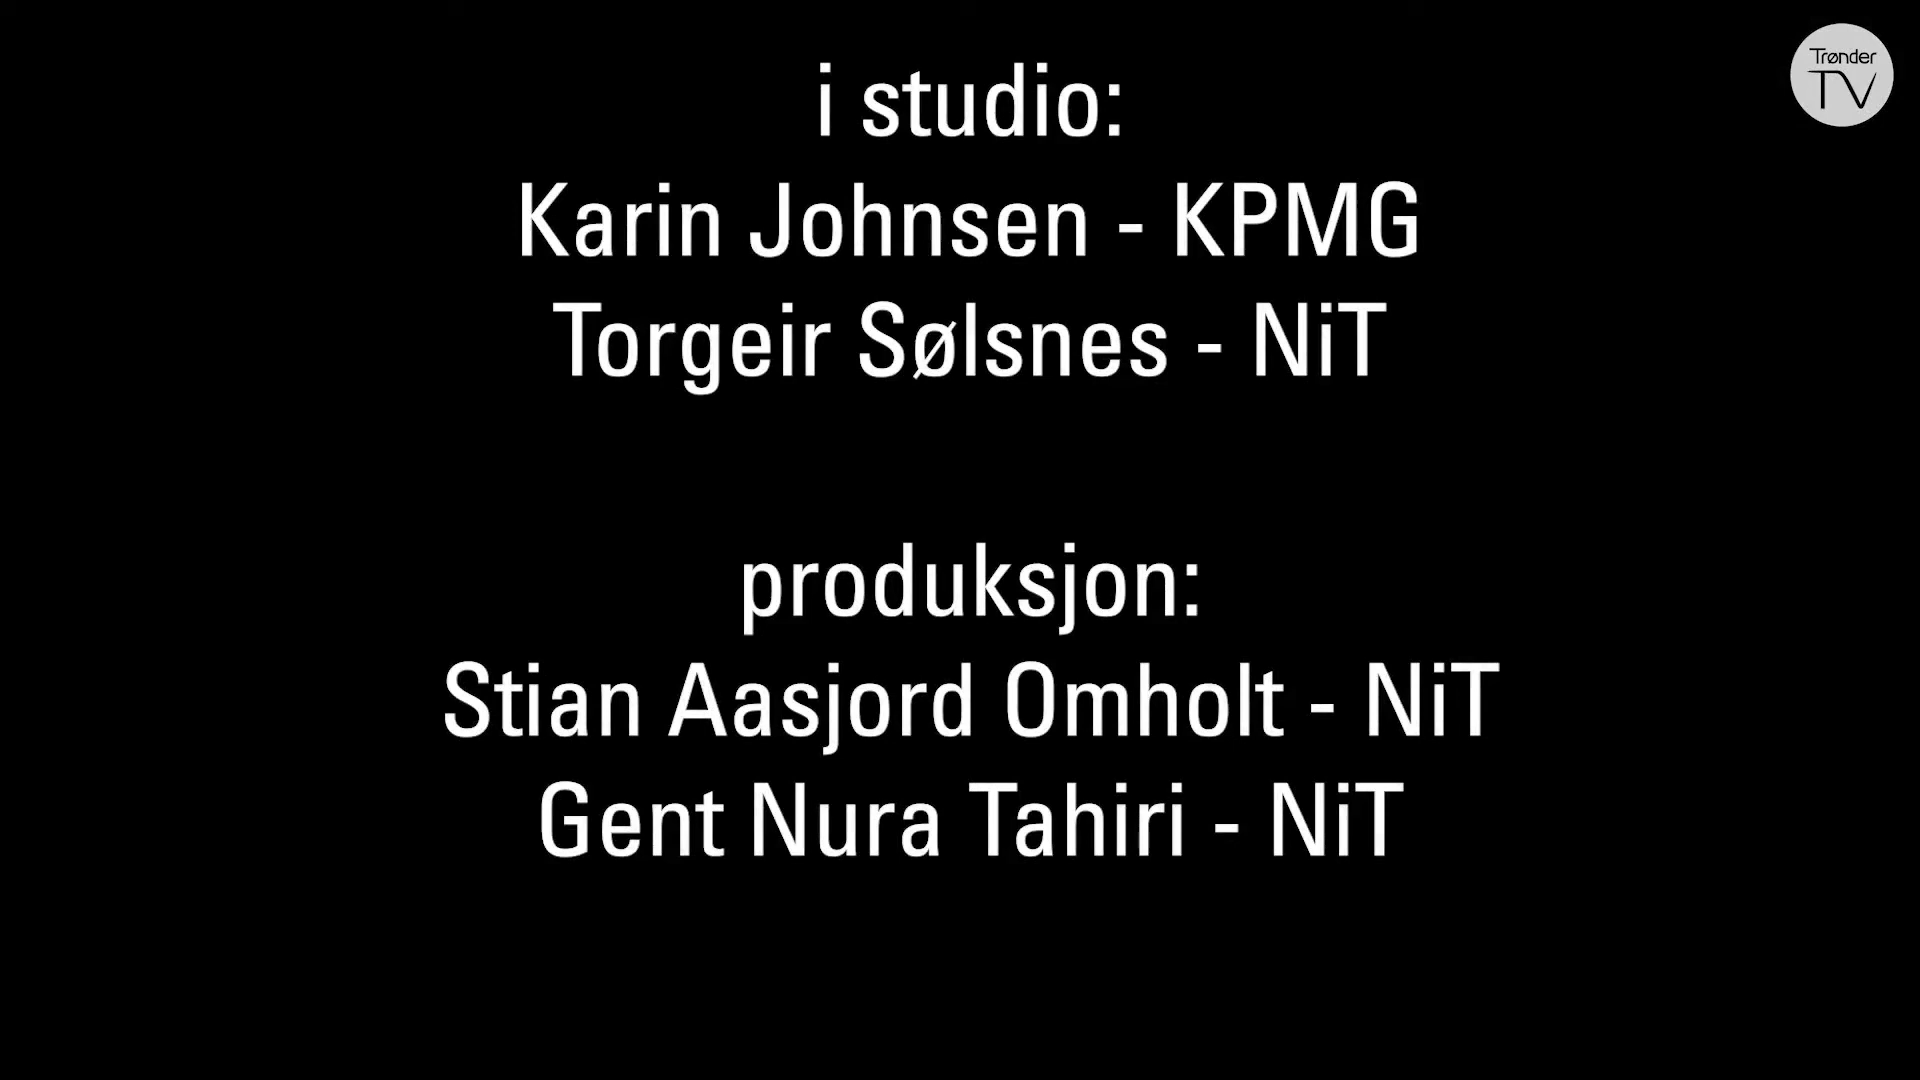 Trønder
TV
i studio:
Karin Johnsen - KPMG
Torgeir Sølsnes - NiT
produksjon:
Stian Aasjord Omholt - NiT
Gent Nura Tahiri - NiT